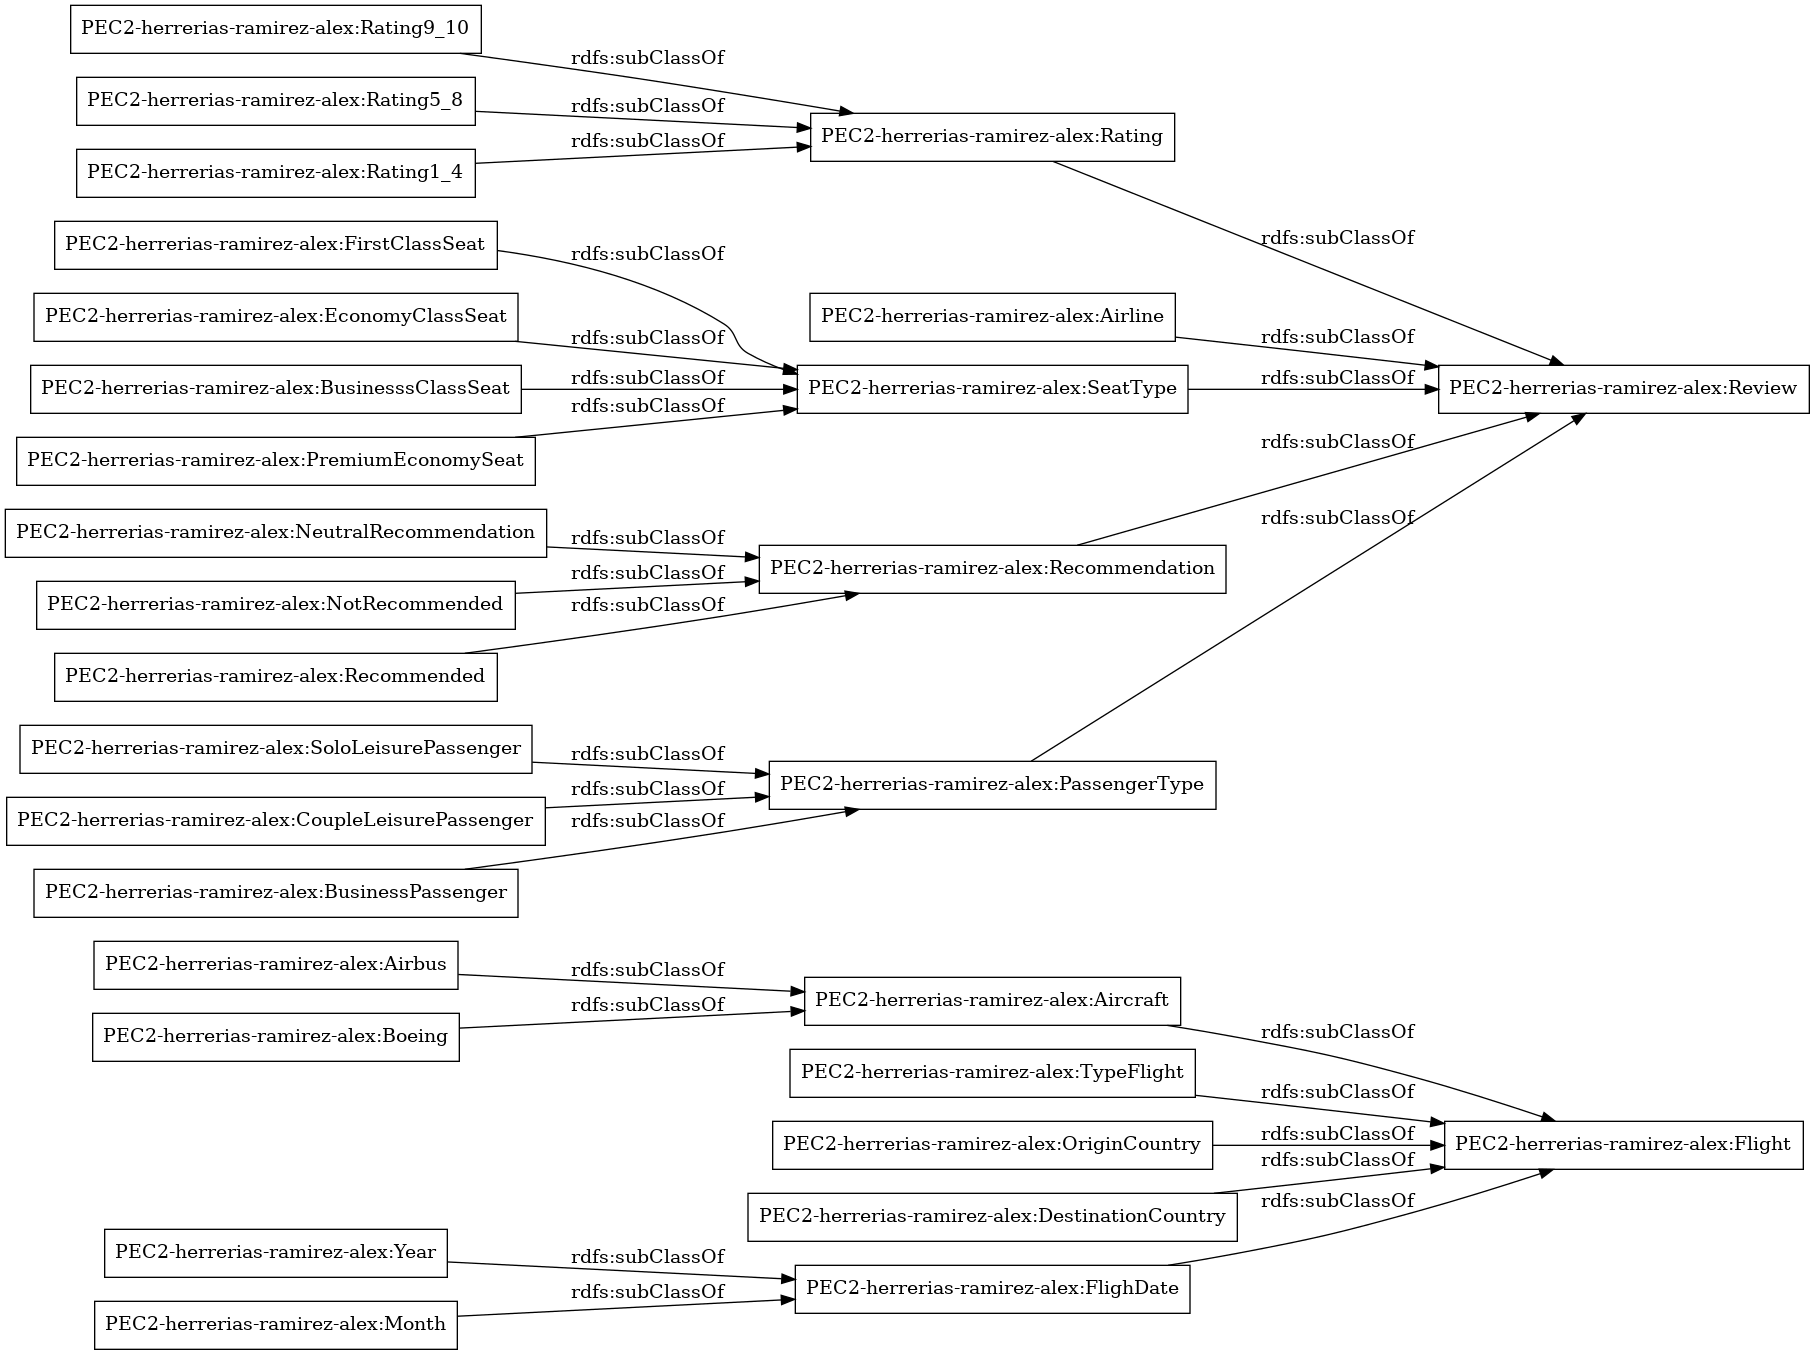 PEC2-herrerias-ramirez-alex:Rating9_10
rdfs:subClassOf
PEC2-herrerias-ramirez-alex:Rating5_8
rdfs:subClassOf
PEC2-herrerias-ramirez-alex:Rating
rdfs:subClassOf
PEC2-herrerias-ramirez-alex:Rating1_4
rdfs:subClassOf
PEC2-herrerias-ramirez-alex:FirstClassSeat
rdfs:subClassOf
PEC2-herrerias-ramirez-alex:EconomyClassSeat
PEC2-herrerias-ramirez-alex:Airline
rdfs:subClassOf
rdfs:subClassOf
rdfs:subClassOf
PEC2-herrerias-ramirez-alex:BusinesssClassSeat
PEC2-herrerias-ramirez-alex:SeatType
rdfs:subClassOf
PEC2-herrerias-ramirez-alex:Review
rdfs:subClassOf
PEC2-herrerias-ramirez-alex:PremiumEconomySeat
rdfs:subClassOf
rdfs:subClassOf
PEC2-herrerias-ramirez-alex:NeutralRecommendation
rdfs:subClassOf
PEC2-herrerias-ramirez-alex:Recommendation
rdfs:subClassOf
PEC2-herrerias-ramirez-alex:NotRecommended
rdfs:subClassOf
PEC2-herrerias-ramirez-alex:Recommended
PEC2-herrerias-ramirez-alex:SoloLeisurePassenger
rdfs:subClassOf
PEC2-herrerias-ramirez-alex:PassengerType
rdfs:subClassOf
PEC2-herrerias-ramirez-alex:CoupleLeisurePassenger
rdfs:subClassOf
PEC2-herrerias-ramirez-alex:BusinessPassenger
PEC2-herrerias-ramirez-alex:Airbus
rdfs:subClassOf
PEC2-herrerias-ramirez-alex:Aircraft
rdfs:subClassOf
PEC2-herrerias-ramirez-alex:Boeing
rdfs:subClassOf
PEC2-herrerias-ramirez-alex:TypeFlight
rdfs:subClassOf
PEC2-herrerias-ramirez-alex:OriginCountry
rdfs:subClassOf
PEC2-herrerias-ramirez-alex:Flight
rdfs:subClassOf
PEC2-herrerias-ramirez-alex:DestinationCountry
rdfs:subClassOf
PEC2-herrerias-ramirez-alex:Year
rdfs:subClassOf
PEC2-herrerias-ramirez-alex:FlighDate
rdfs:subClassOf
PEC2-herrerias-ramirez-alex:Month